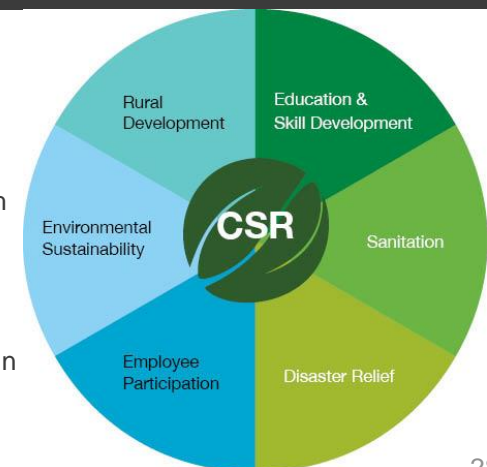 Rural
Development
Education &
Skill Development
Environmental
Sustainability
CSR
Sanitation
Employee
Participation
Disaster Relief